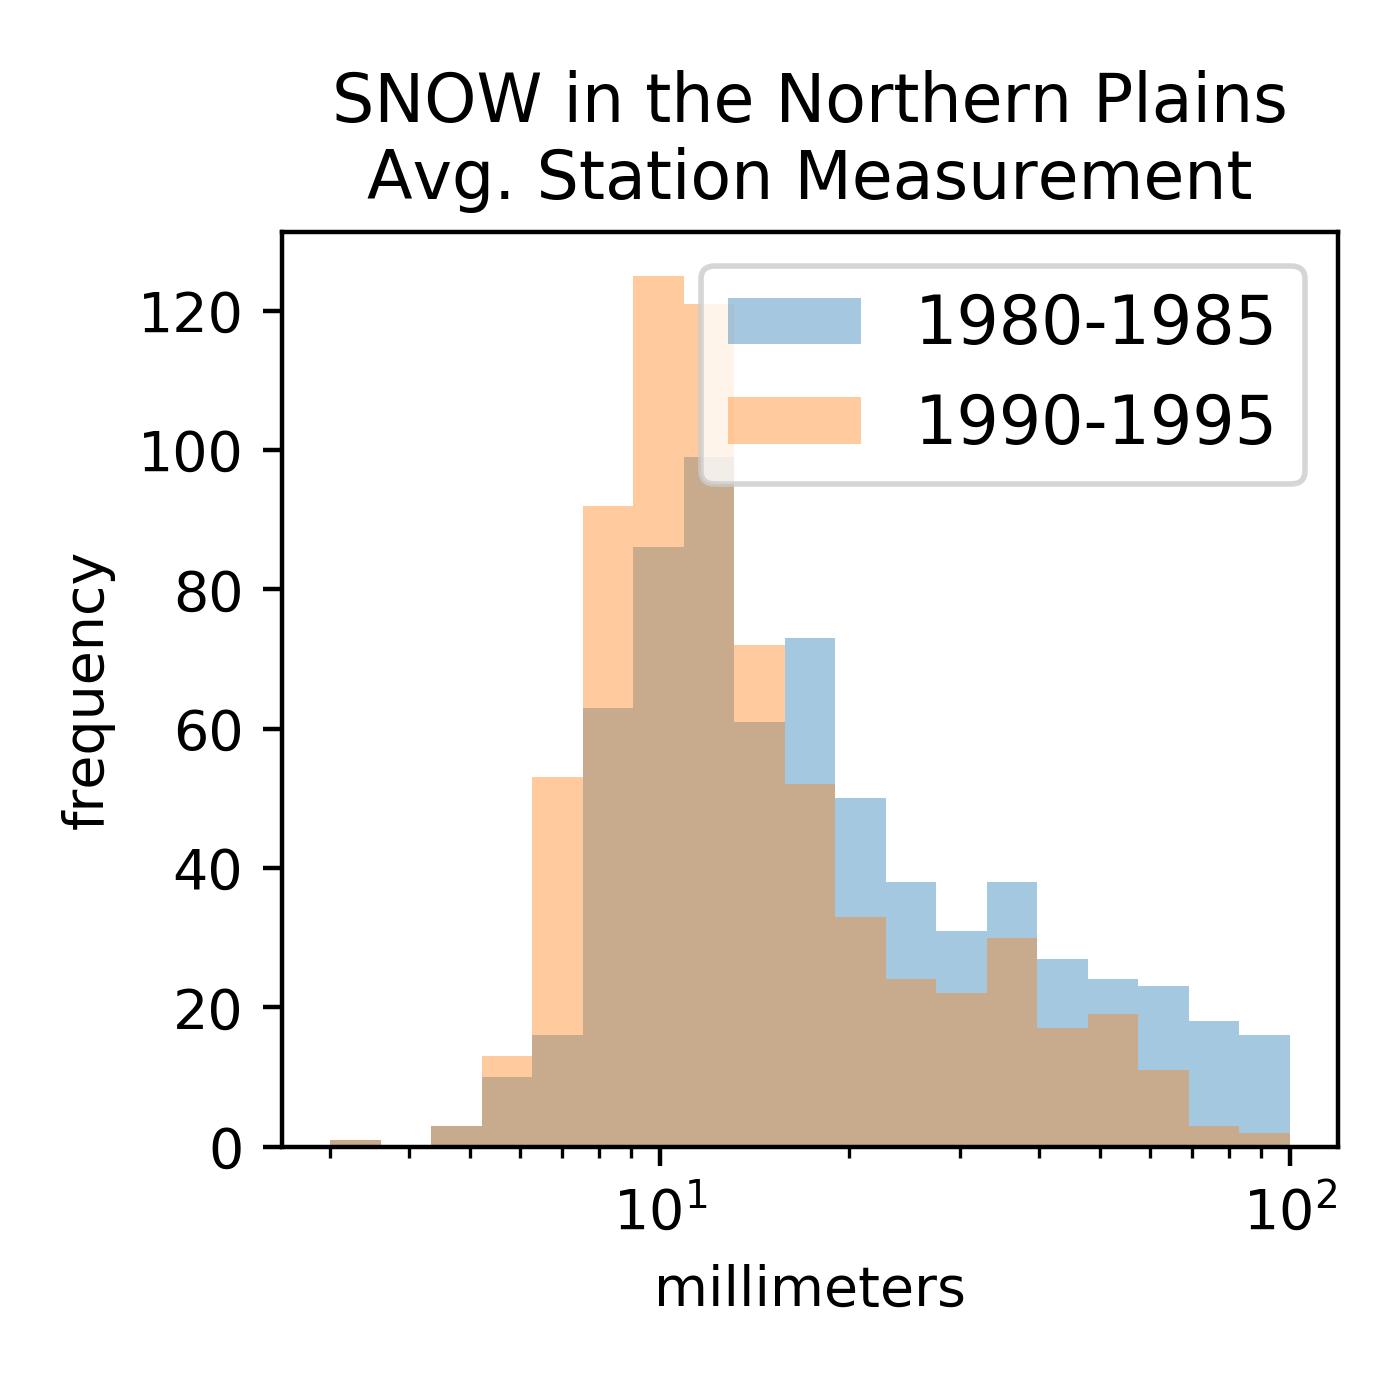 SNOW in the Northern Plains
Avg. Station Measurement
1980-1985
1990-1995
120
100
80
60
40
20
0
frequency
10¹
10²
millimeters